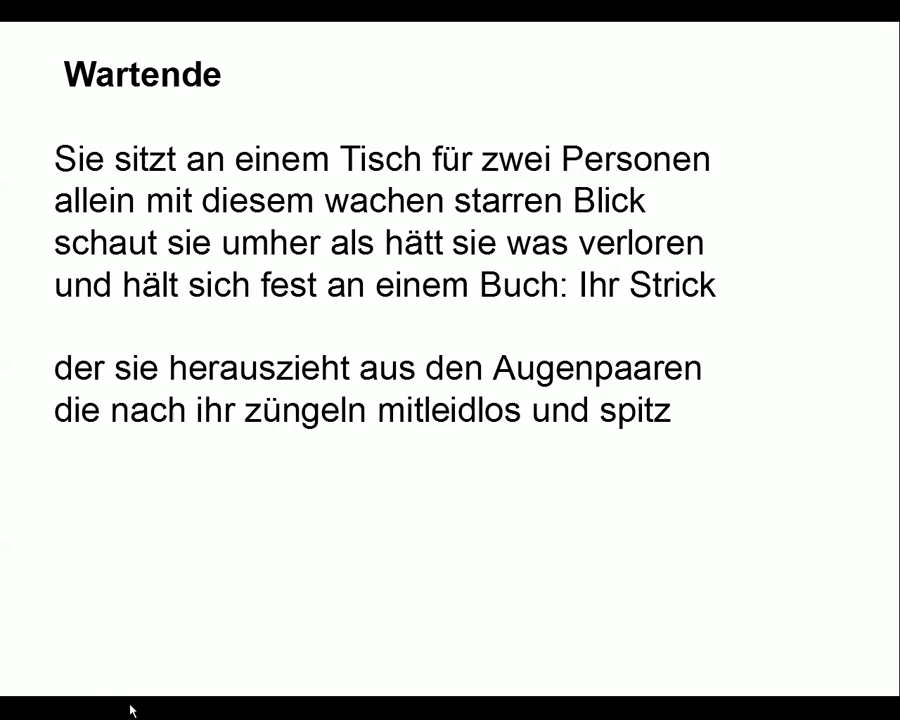 Wartende
Sie sitzt an einem Tisch für zwei Personen
allein mit diesem wachen starren Blick
schaut sie umher als hätt sie was verloren
und hält sich fest an einem Buch: Ihr Strick
der sie herauszieht aus den Augenpaaren
die nach ihr züngeln mitleidlos und spitz